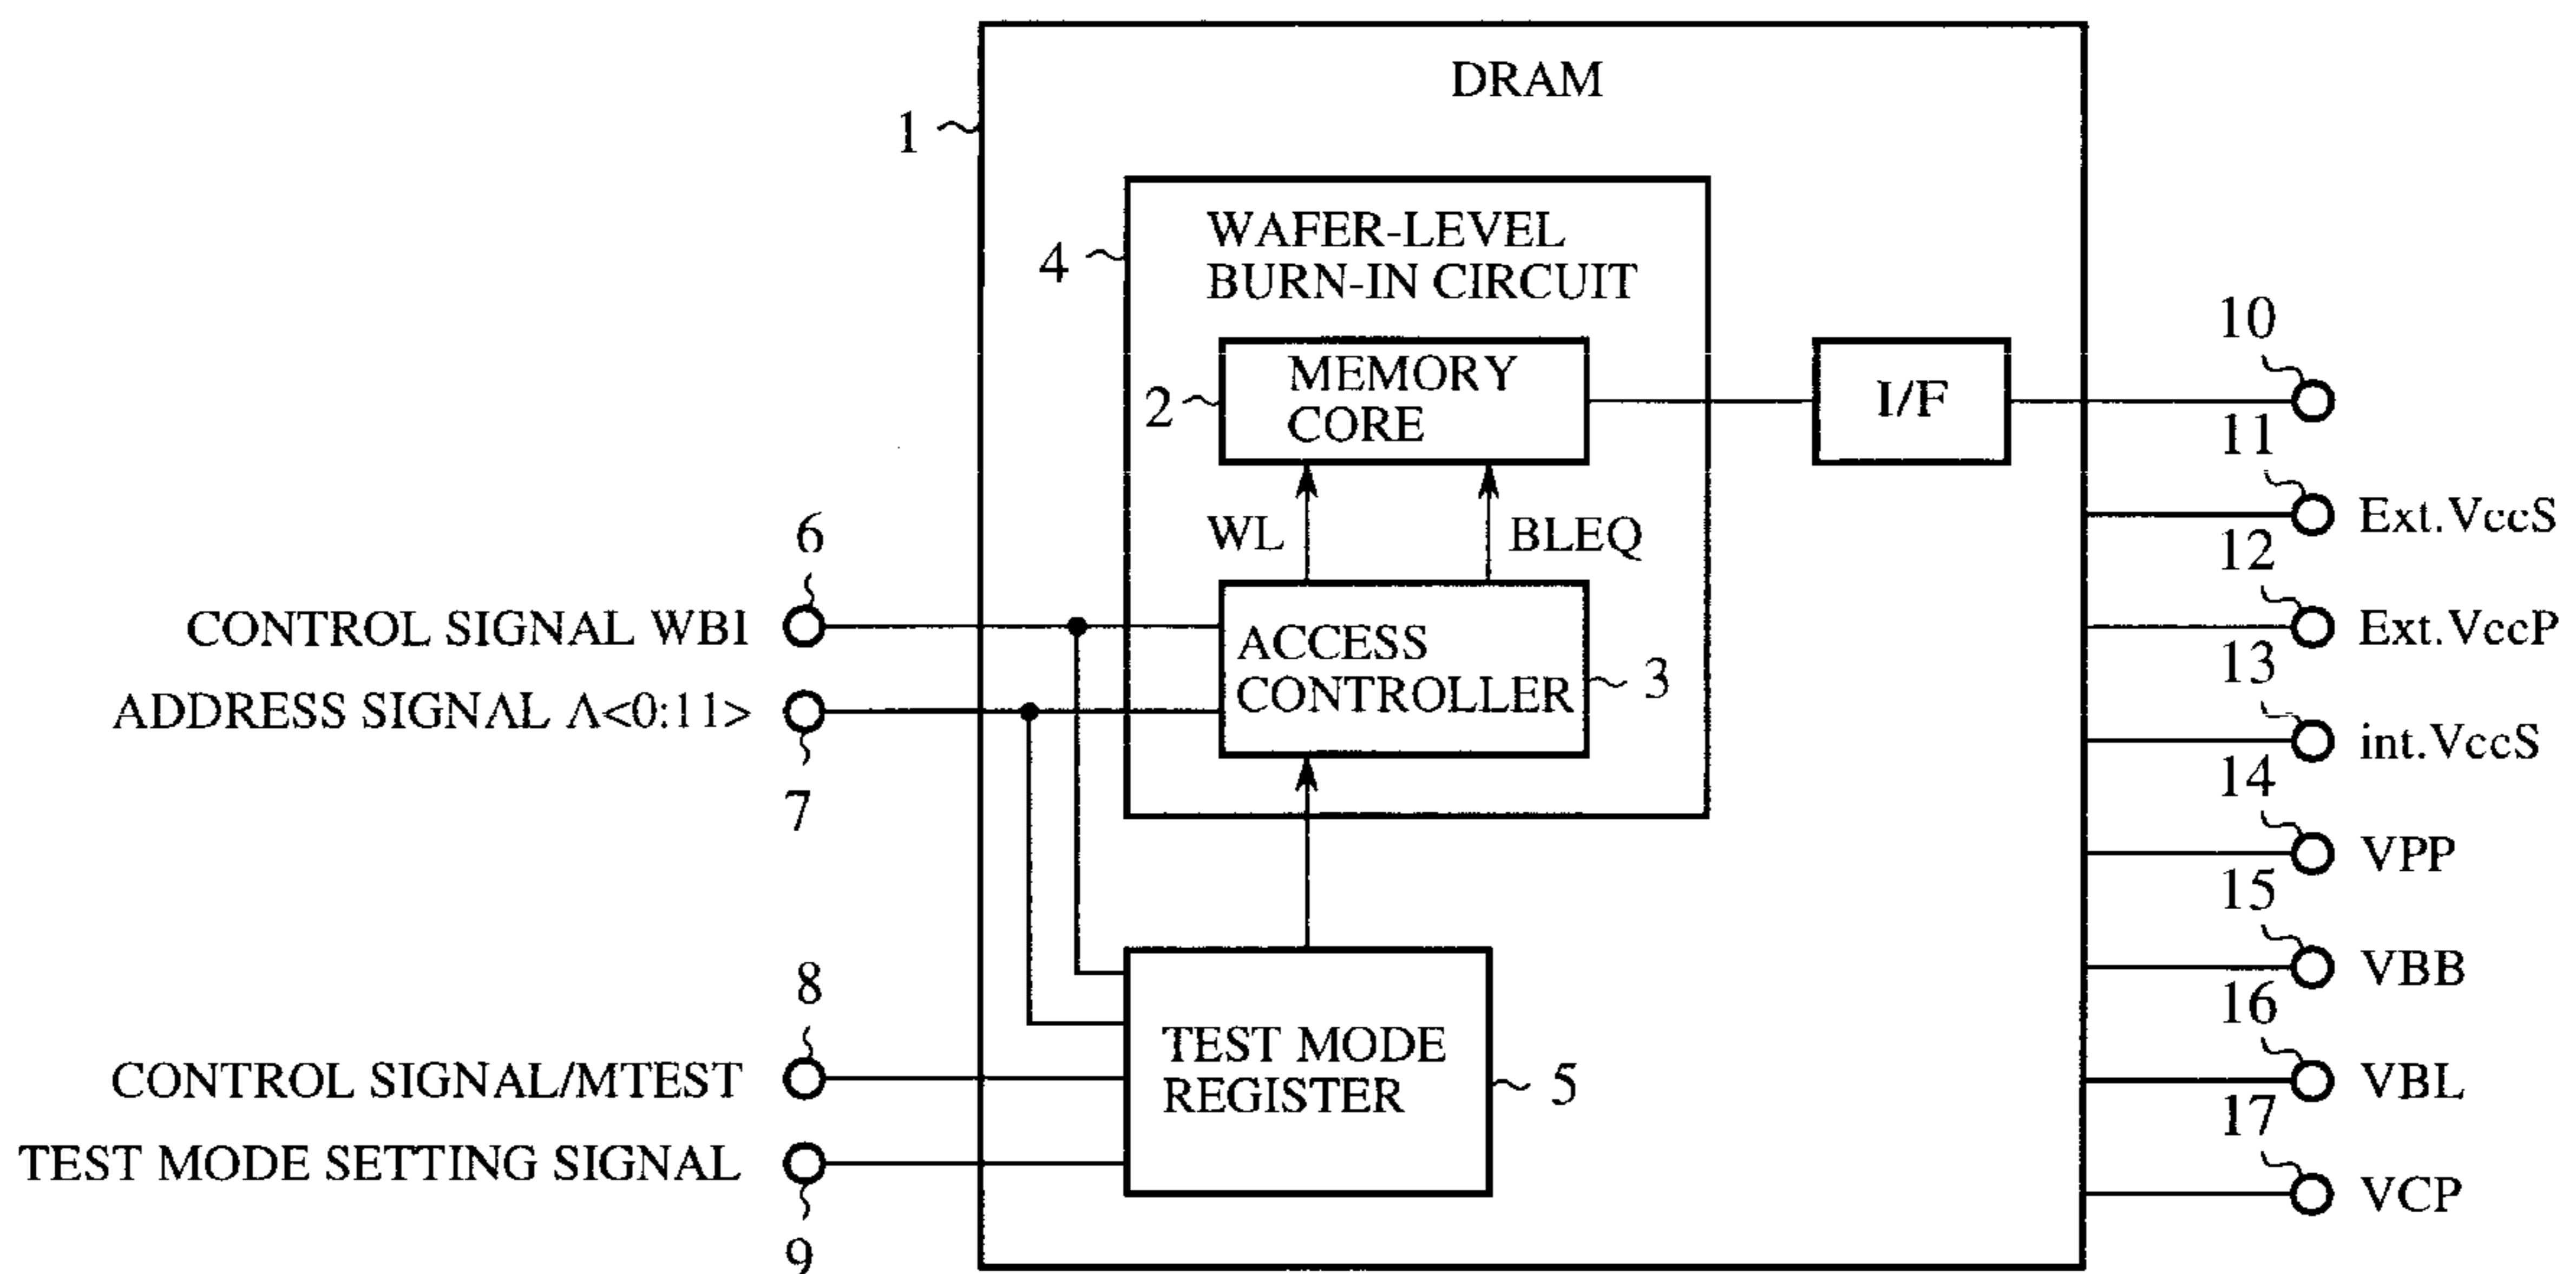 DRAM
1
WAFER-LEVEL
BURN-IN CIRCUIT
4
MEMORY
CORE
2
I/F
10
11
Ext.VccS
WL
BLEQ
12
Ext.VccP
6
CONTROL SIGNAL WBI
ACCESS
CONTROLLER
3
13
int.VccS
ADDRESS SIGNAL A<0:11>
7
14
VPP
15
VBB
16
VBL
8
CONTROL SIGNAL/MTEST
TEST MODE
REGISTER
5
17
VCP
TEST MODE SETTING SIGNAL
9